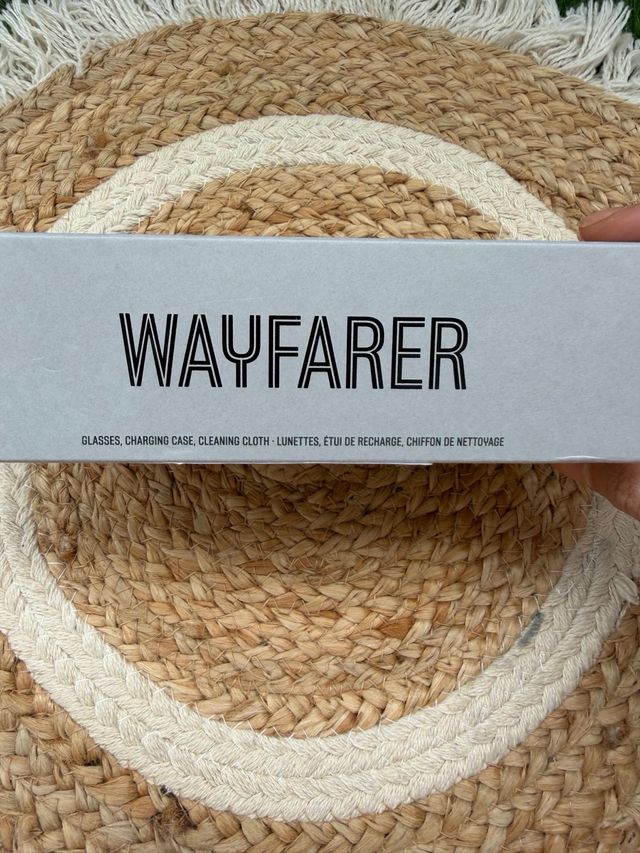 WAYFARER
GLASSES, CHARGING CASE, CLEANING CLOTH · LUNETTES, ÉTUI DE RECHARGE, CHIFFON DE NETTOYAGE